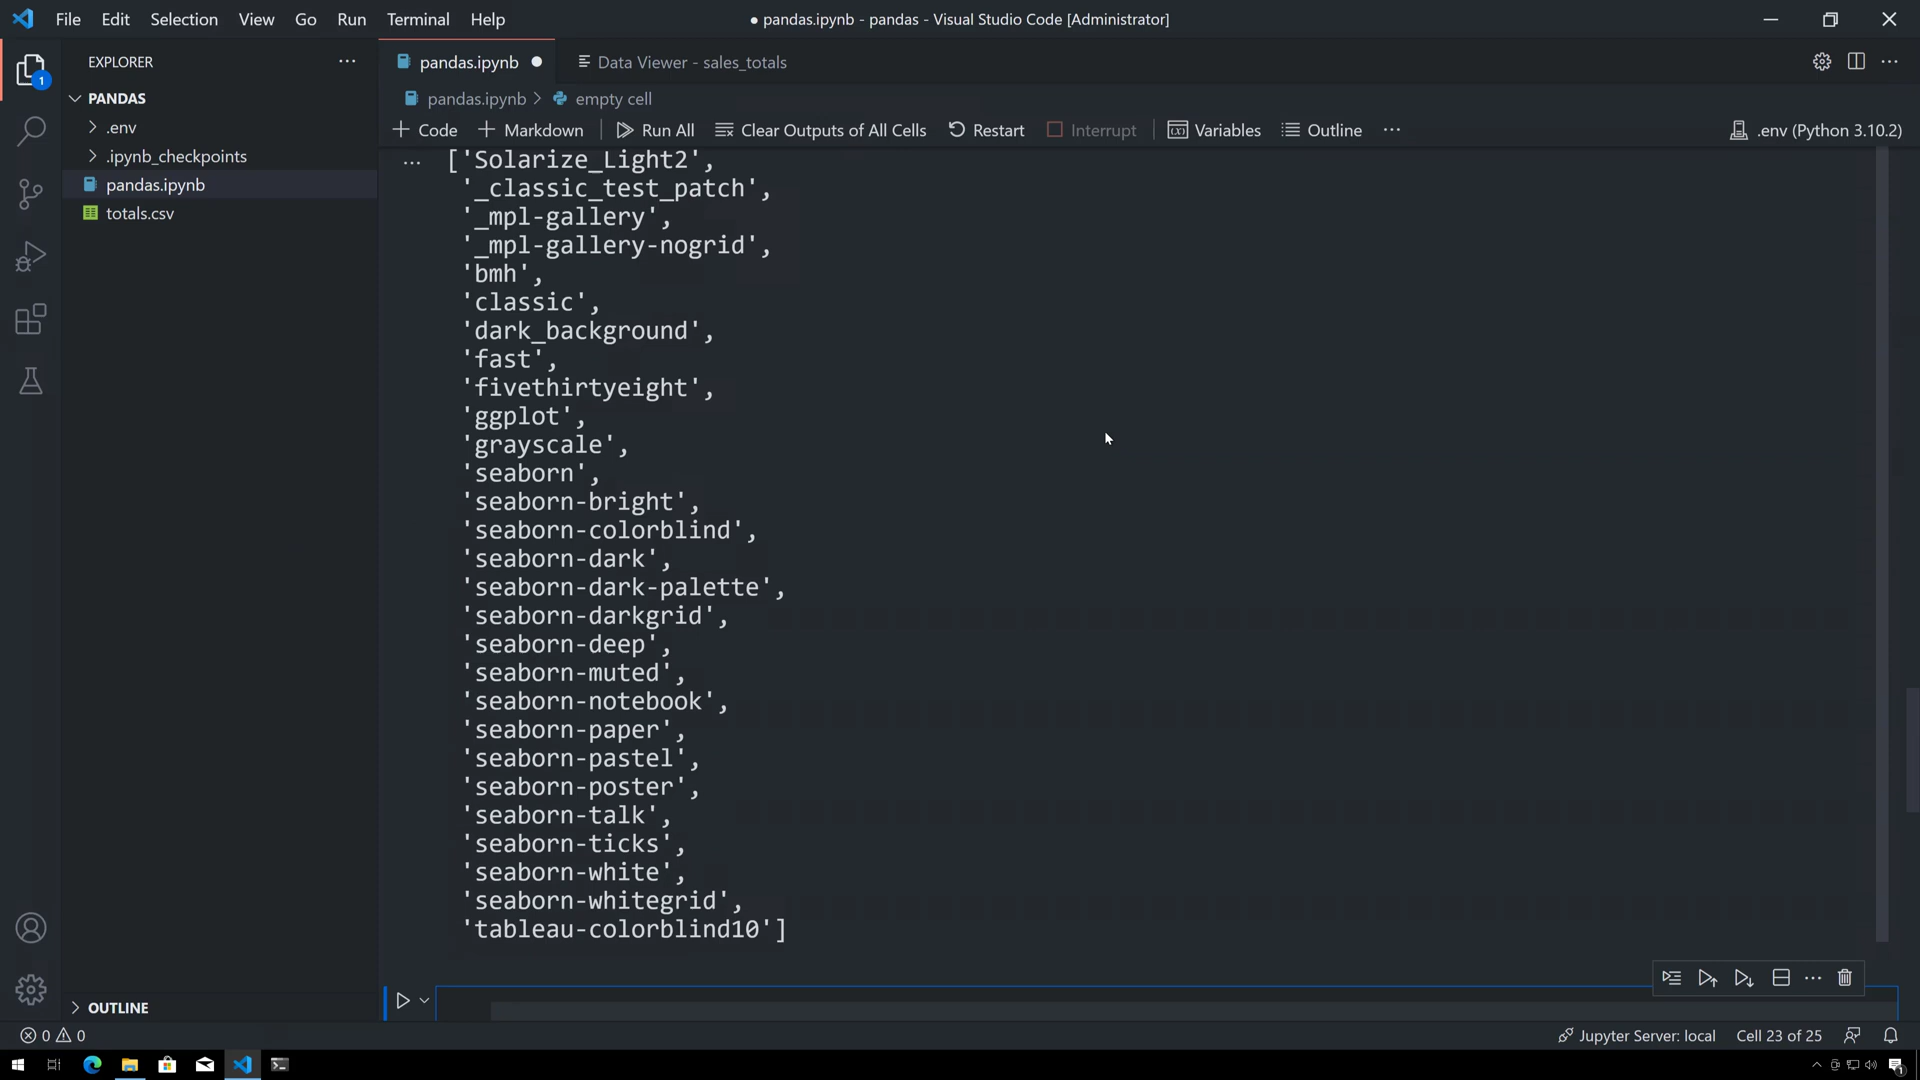 File Edit Selection View Go Run Terminal Help
● pandas.ipynb - pandas - Visual Studio Code [Administrator]
EXPLORER
PANDAS
.env
.ipynb_checkpoints
pandas.ipynb
totals.csv
OUTLINE
1
pandas.ipynb
Data Viewer - sales_totals
pandas.ipynb > empty cell
+ Code + Markdown Run All Clear Outputs of All Cells Restart Interrupt Variables Outline ... .env (Python 3.10.2)
... ['Solarize_Light2',
'_classic_test_patch',
'_mpl-gallery',
'_mpl-gallery-nogrid',
'bmh',
'classic',
'dark_background',
'fast',
'fivethirtyeight',
'ggplot',
'grayscale',
'seaborn',
'seaborn-bright',
'seaborn-colorblind',
'seaborn-dark',
'seaborn-dark-palette',
'seaborn-darkgrid',
'seaborn-deep',
'seaborn-muted',
'seaborn-notebook',
'seaborn-paper',
'seaborn-pastel',
'seaborn-poster',
'seaborn-talk',
'seaborn-ticks',
'seaborn-white',
'seaborn-whitegrid',
'tableau-colorblind10']
0 0
Jupyter Server: local Cell 23 of 25
1